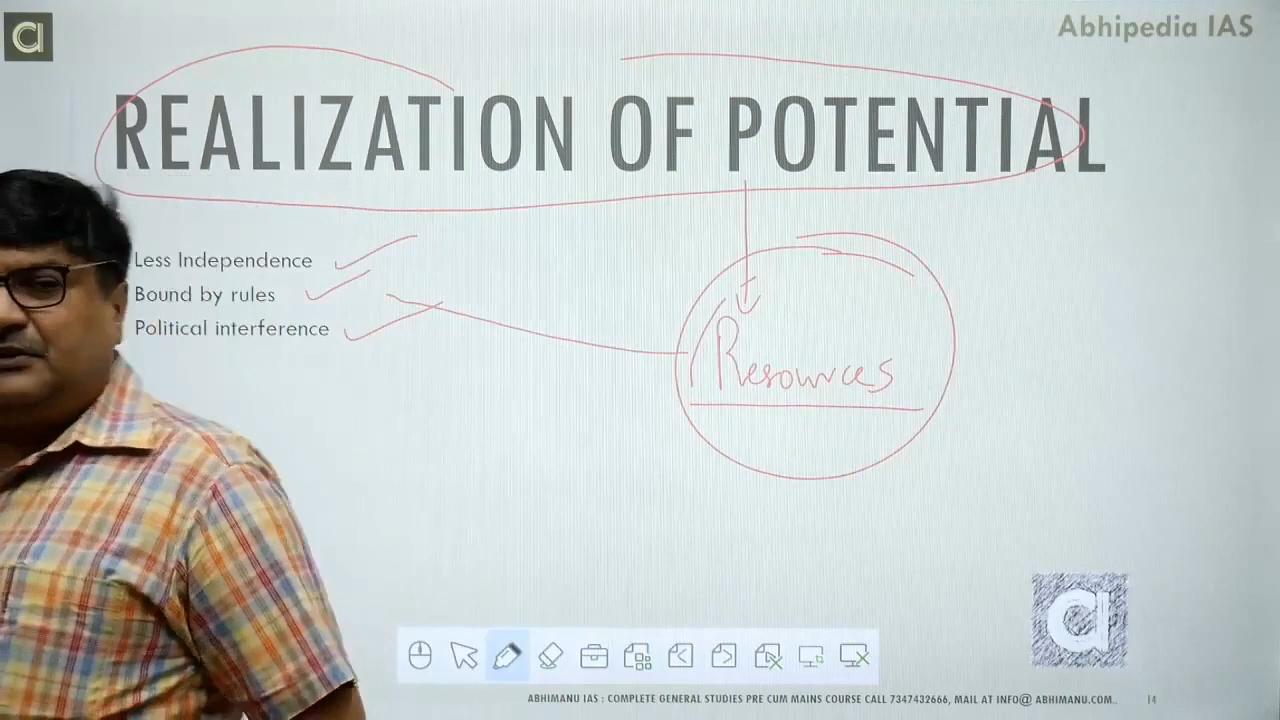 Abhipedia IAS
REALIZATION OF POTENTIAL
Less Independence
Bound by rules
Political interference
Resources
ABHIMANU IAS : COMPLETE GENERAL STUDIES PRE CUM MAINS COURSE CALL 7347432666, MAIL AT INFO@ ABHIMANU.COM..
14